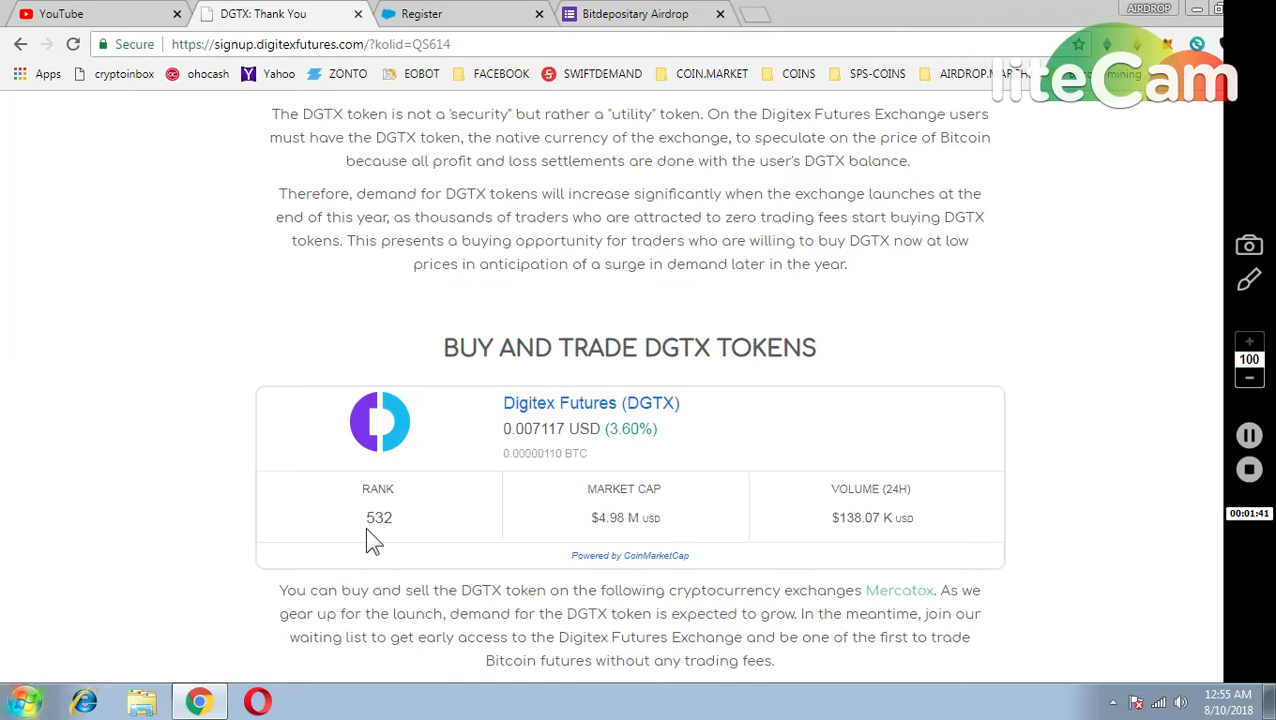 YouTube
DGTX: Thank You
Register
Bitdepositary Airdrop
AIRDROP
Secure
https://signup.digitexfutures.com/?kolid=QS614
Apps
cryptoinbox
ohocash
Yahoo
ZONTO
EOBOT
FACEBOOK
SWIFTDEMAND
COIN.MARKET
COINS
SPS-COINS
mining
liteCam
The DGTX token is not a 'security" but rather a "utility" token. On the Digitex Futures Exchange users
must have the DGTX token, the native currency of the exchange, to speculate on the price of Bitcoin
because all profit and loss settlements are done with the user's DGTX balance.
Therefore, demand for DGTX tokens will increase significantly when the exchange launches at the
end of this year, as thousands of traders who are attracted to zero trading fees start buying DGTX
tokens. This presents a buying opportunity for traders who are willing to buy DGTX now at low
prices in anticipation of a surge in demand later in the year.
BUY AND TRADE DGTX TOKENS
Digitex Futures (DGTX)
0.007117 USD (3.60%)
0.00000110 BTC
RANK
532
MARKET CAP
$4.98 M USD
VOLUME (24H)
$138.07 K USD
Powered by CoinMarketCap
You can buy and sell the DGTX token on the following cryptocurrency exchanges Mercatox. As we
gear up for the launch, demand for the DGTX token is expected to grow. In the meantime, join our
waiting list to get early access to the Digitex Futures Exchange and be one of the first to trade
Bitcoin futures without any trading fees.
100
00:01:41
12:55 AM
8/10/2018